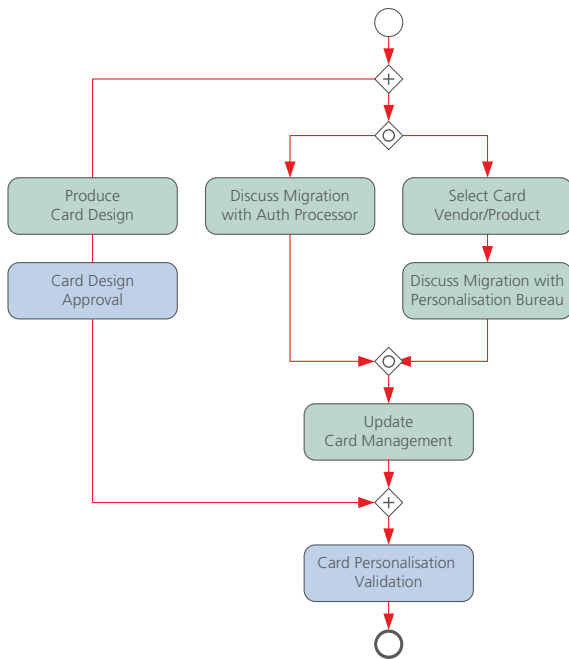 Produce
Card Design
Discuss Migration
with Auth Processor
Select Card
Vendor/Product
Card Design
Approval
Discuss Migration with
Personalisation Bureau
Update
Card Management
Card Personalisation
Validation